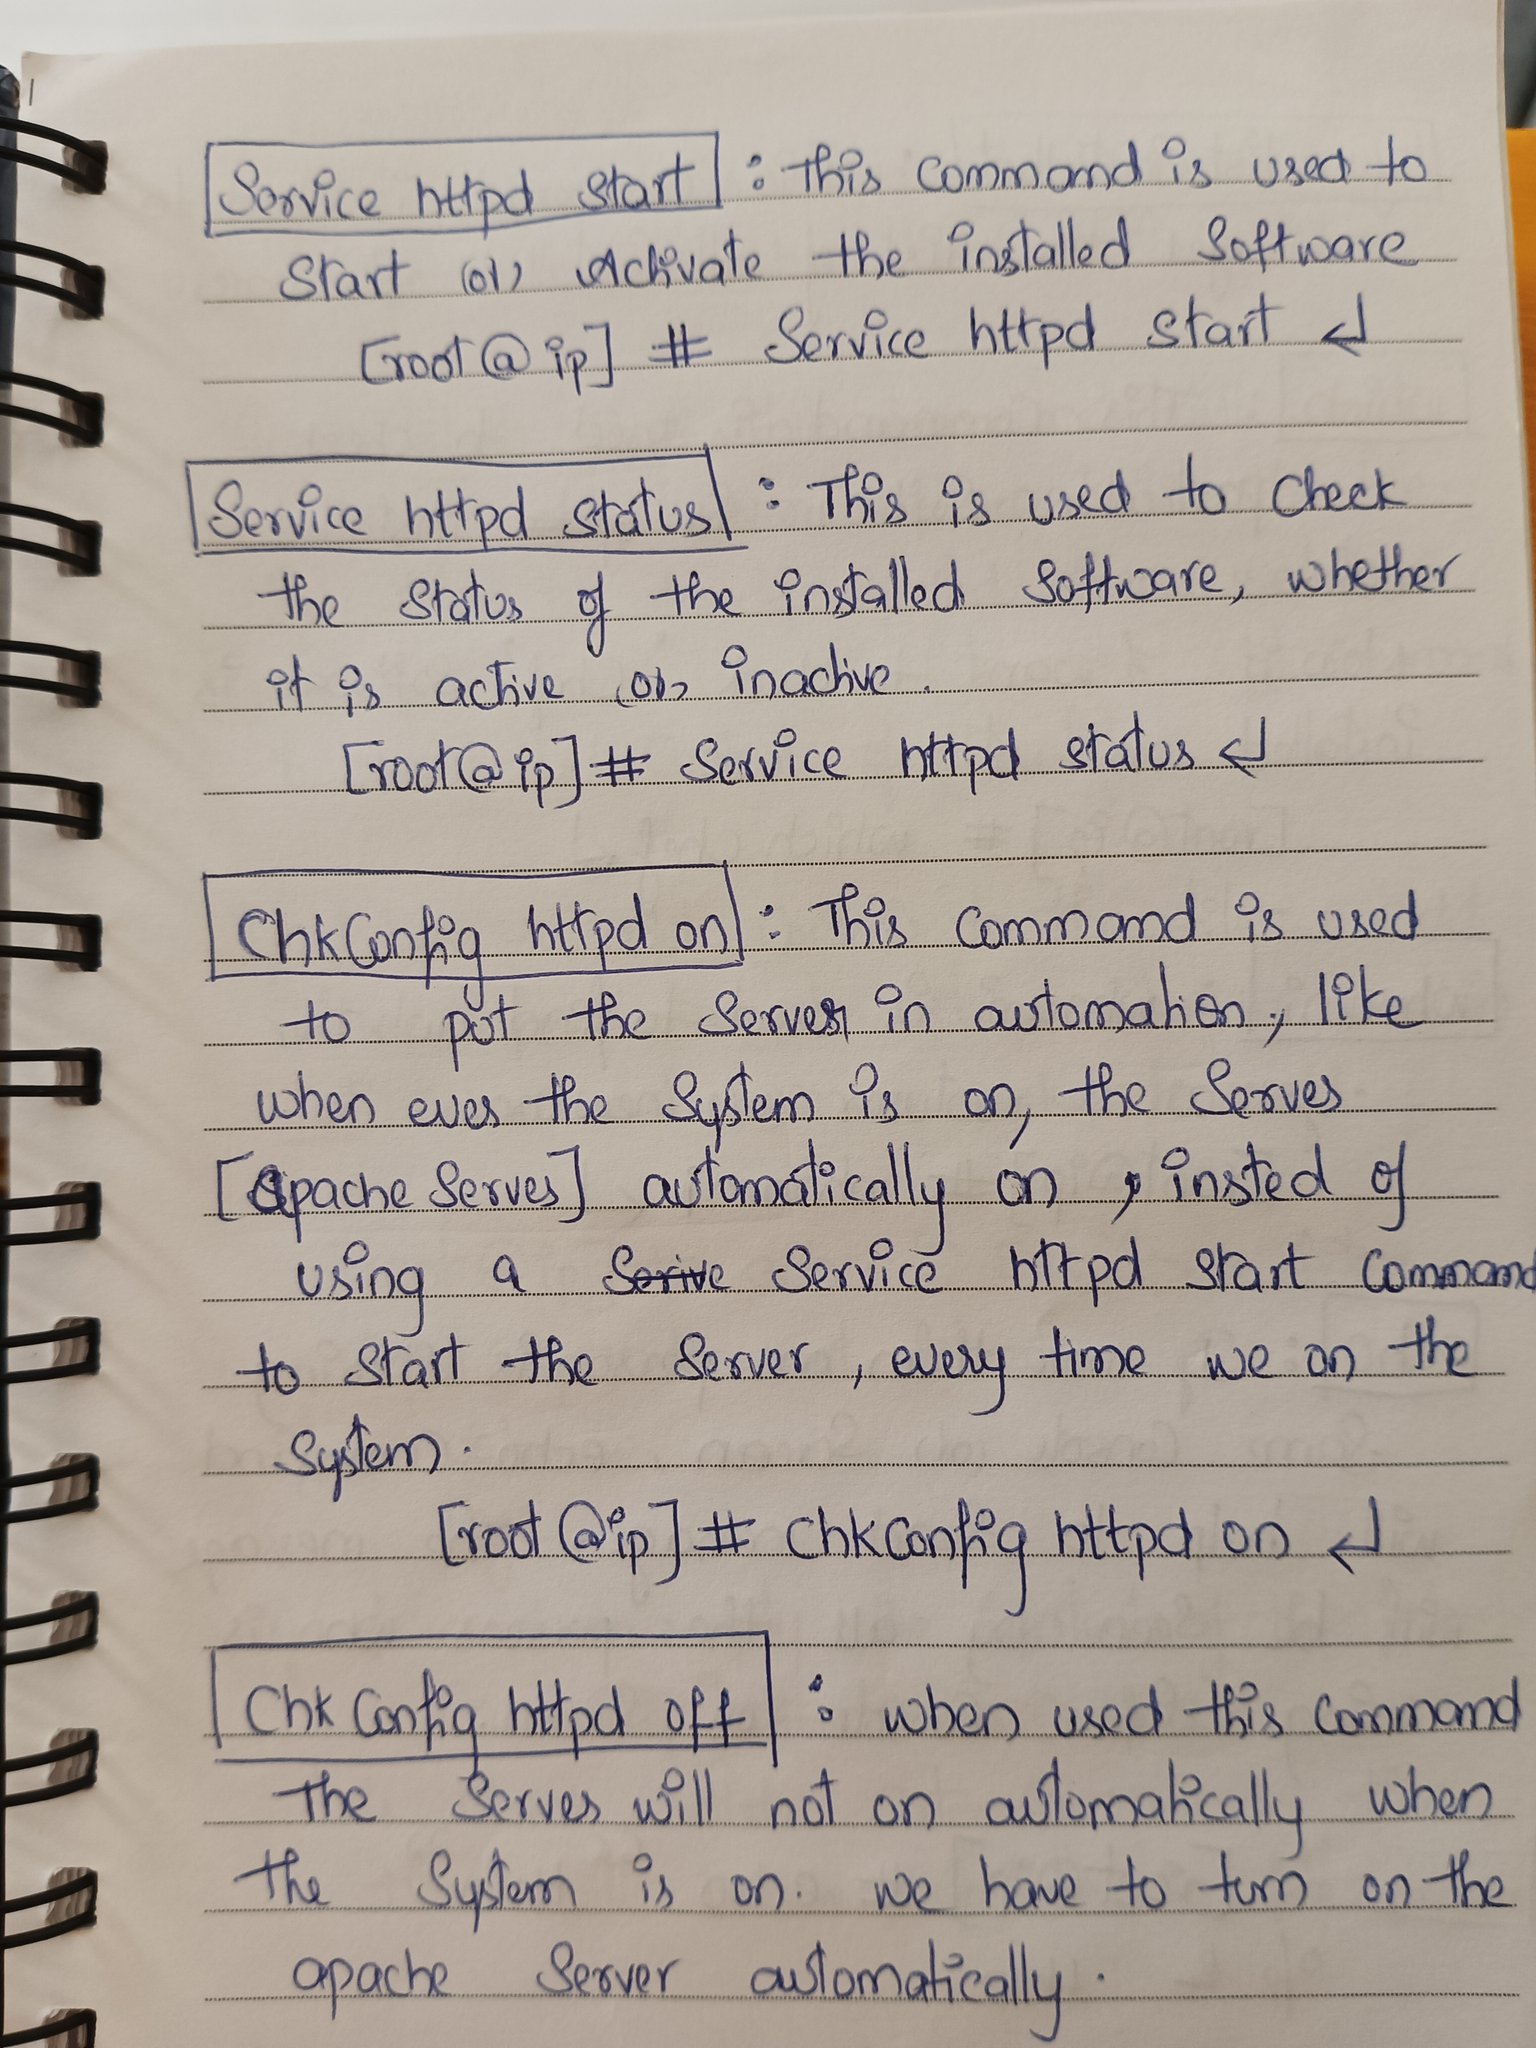 Service httpd start : This Command is used to
Start (or) Activate the installed Software
[root@ip] # Service httpd start ↵
Service httpd status : This is used to Check
the Status of the installed Software, whether
it is active (or) inactive.
[root@ip] # Service httpd status ↵
ChkConfig httpd on : This Command is used
to put the Server in automation, like
when ever the System is on, the Server
[Apache Server] automatically on, insted of
using a Serive Service httpd start Command
to Start the Server, every time we on the
System.
[root@ip] # ChkConfig httpd on ↵
ChkConfig httpd off : when used this Command
the Server will not on automatically when
the System is on. we have to turn on the
apache Server automatically.